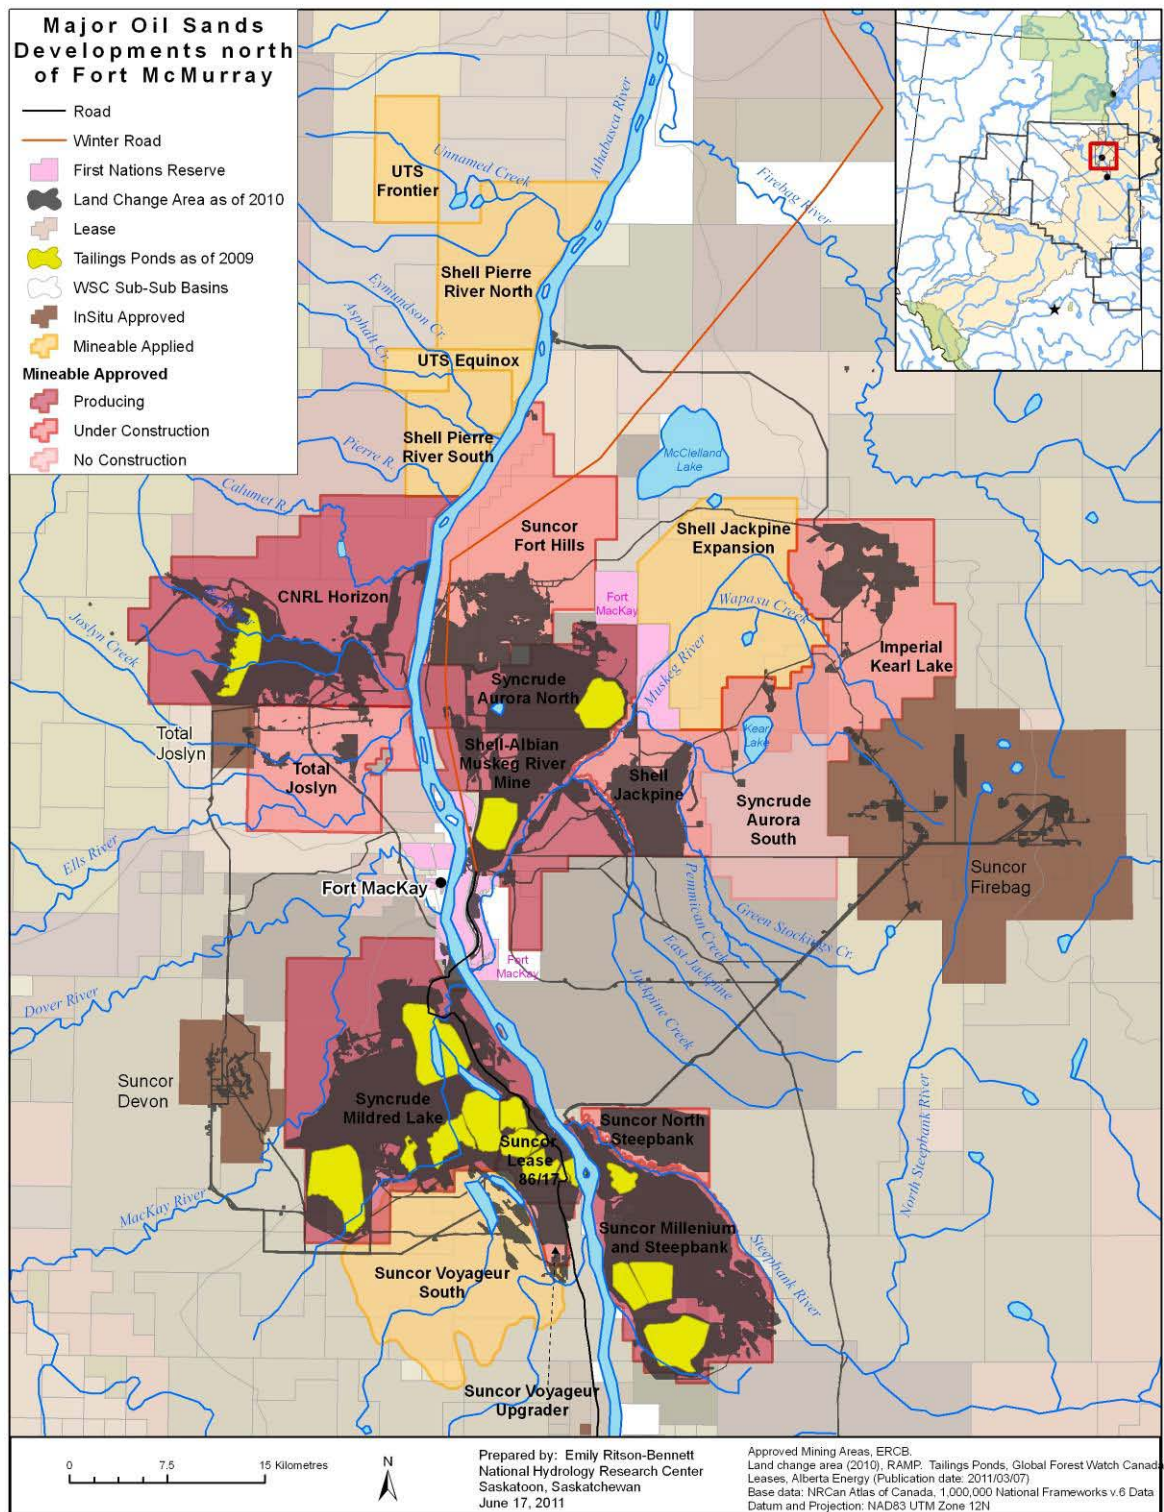 Major Oil Sands
Developments north
of Fort McMurray
Road
Winter Road
First Nations Reserve
Land Change Area as of 2010
Lease
Tailings Ponds as of 2009
WSC Sub-Sub Basins
InSitu Approved
Mineable Applied
Mineable Approved
Producing
Under Construction
No Construction
Athabasca River
Unnamed Creek
Firebag River
UTS
Frontier
Shell Pierre
River North
Eymundson Cr.
Asphalt Cr.
UTS Equinox
Shell Pierre
River South
Pierre R.
McClelland
Lake
Calumet R.
Suncor
Fort Hills
Shell Jackpine
Expansion
CNRL Horizon
Fort
MacKay
Wapasu Creek
Joslyn Creek
Imperial
Kearl Lake
Muskeg River
Syncrude
Aurora North
Total
Joslyn
Kearl
Lake
Shell-Albian
Muskeg River
Mine
Total
Joslyn
Shell
Jackpine
Syncrude
Aurora
South
Ells River
Suncor
Firebag
Fort MacKay
Pemmican Creek
Green Stockings Cr.
East Jackpine
Jackpine Creek
Fort
MacKay
Dover River
Suncor
Devon
Syncrude
Mildred Lake
Suncor North
Steepbank
Suncor
Lease
86/17
North Steepbank River
MacKay River
Suncor Millenium
and Steepbank
Steepbank River
Suncor Voyageur
South
Suncor Voyageur
Upgrader
0 7.5 15 Kilometres
N
Prepared by: Emily Ritson-Bennett
National Hydrology Research Center
Saskatoon, Saskatchewan
June 17, 2011
Approved Mining Areas, ERCB.
Land change area (2010), RAMP. Tailings Ponds, Global Forest Watch Canada
Leases, Alberta Energy (Publication date: 2011/03/07)
Base data: NRCan Atlas of Canada, 1,000,000 National Frameworks v.6 Data
Datum and Projection: NAD83 UTM Zone 12N